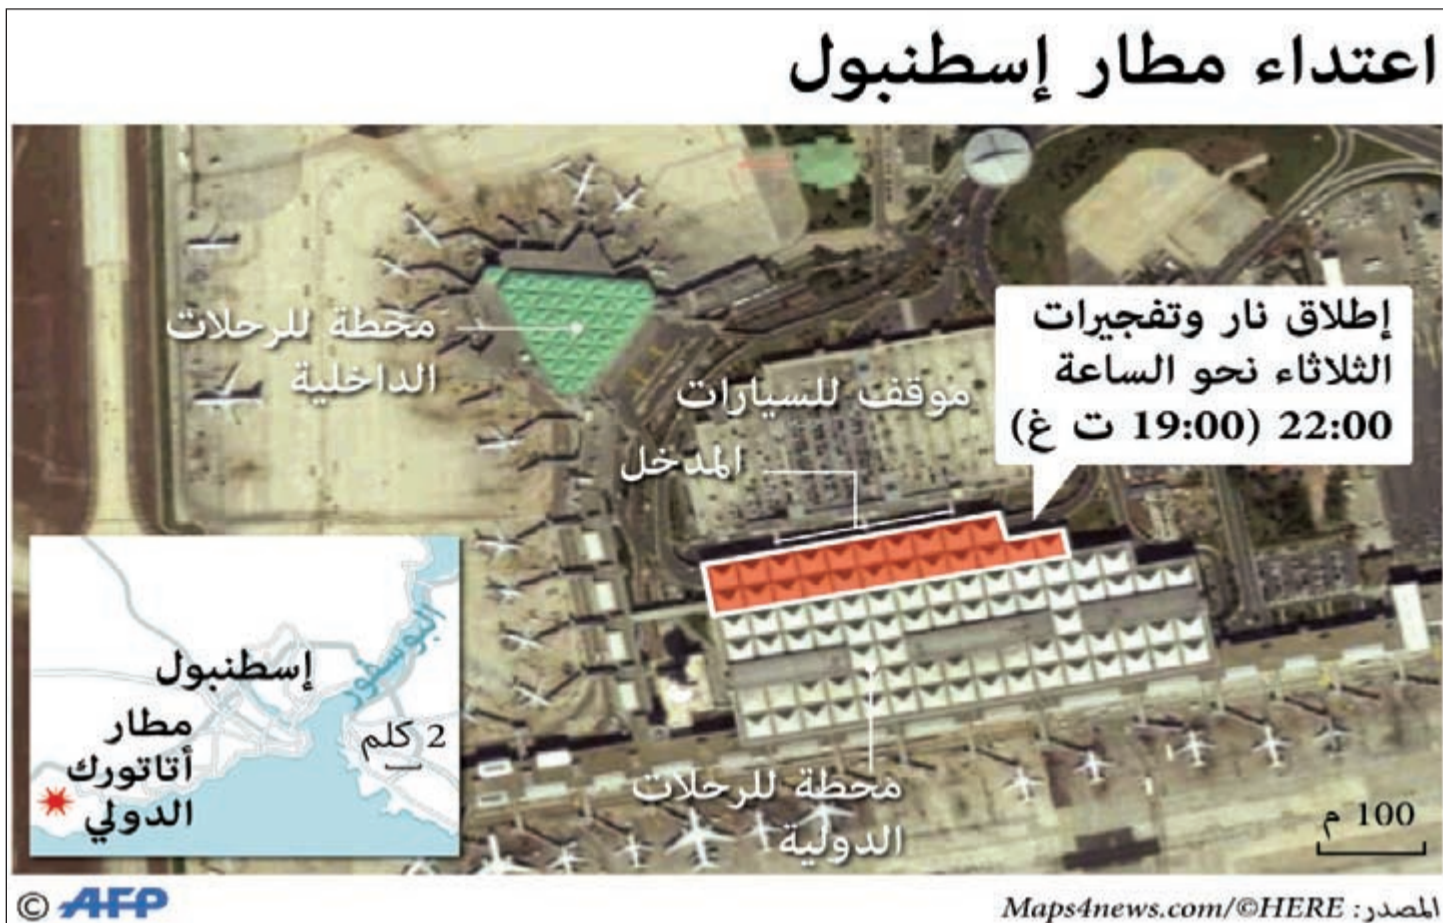 اعتداء مطار إسطنبول
إطلاق نار وتفجيرات
الثلاثاء نحو الساعة
22:00 (19:00 ت غ)
محطة للرحلات
الداخلية
موقف للسيارات
المدخل
محطة للرحلات
الدولية
100 م
البوسفور
إسطنبول
2 كلم
مطار
أتاتورك
الدولي
المصدر: Maps4news.com/©HERE
© AFP